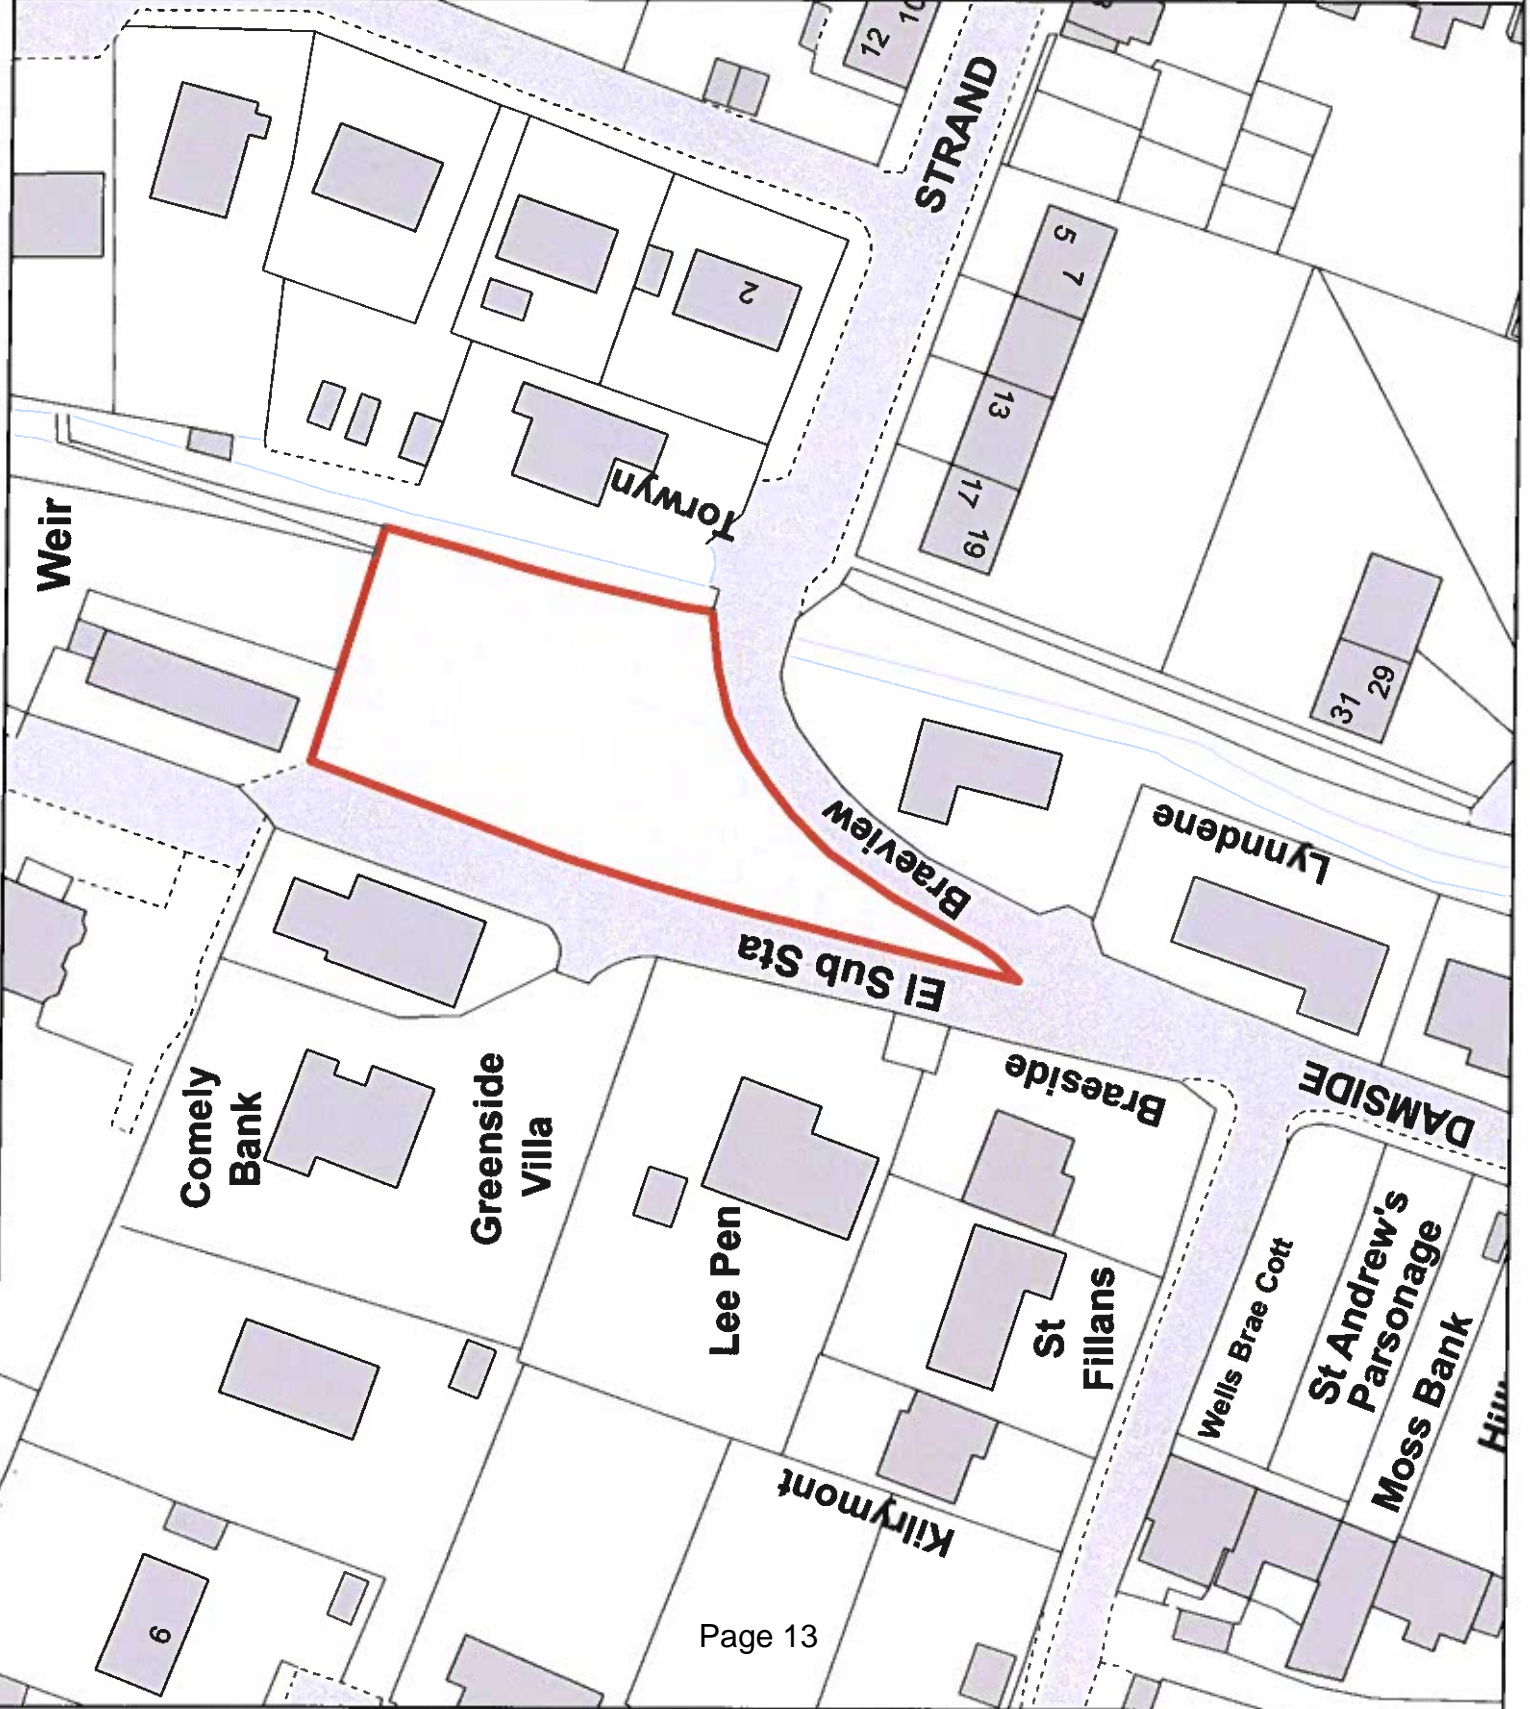 12
10
STRAND
5
7
2
13
17
19
Torwyn
Weir
29
31
Lynndene
Braeview
El Sub Sta
Braeside
DAMSIDE
Comely
Bank
Greenside
Villa
Lee Pen
St
Fillans
Wells Brae Cott
St Andrew's
Parsonage
Moss Bank
Kilrymont
Page 13